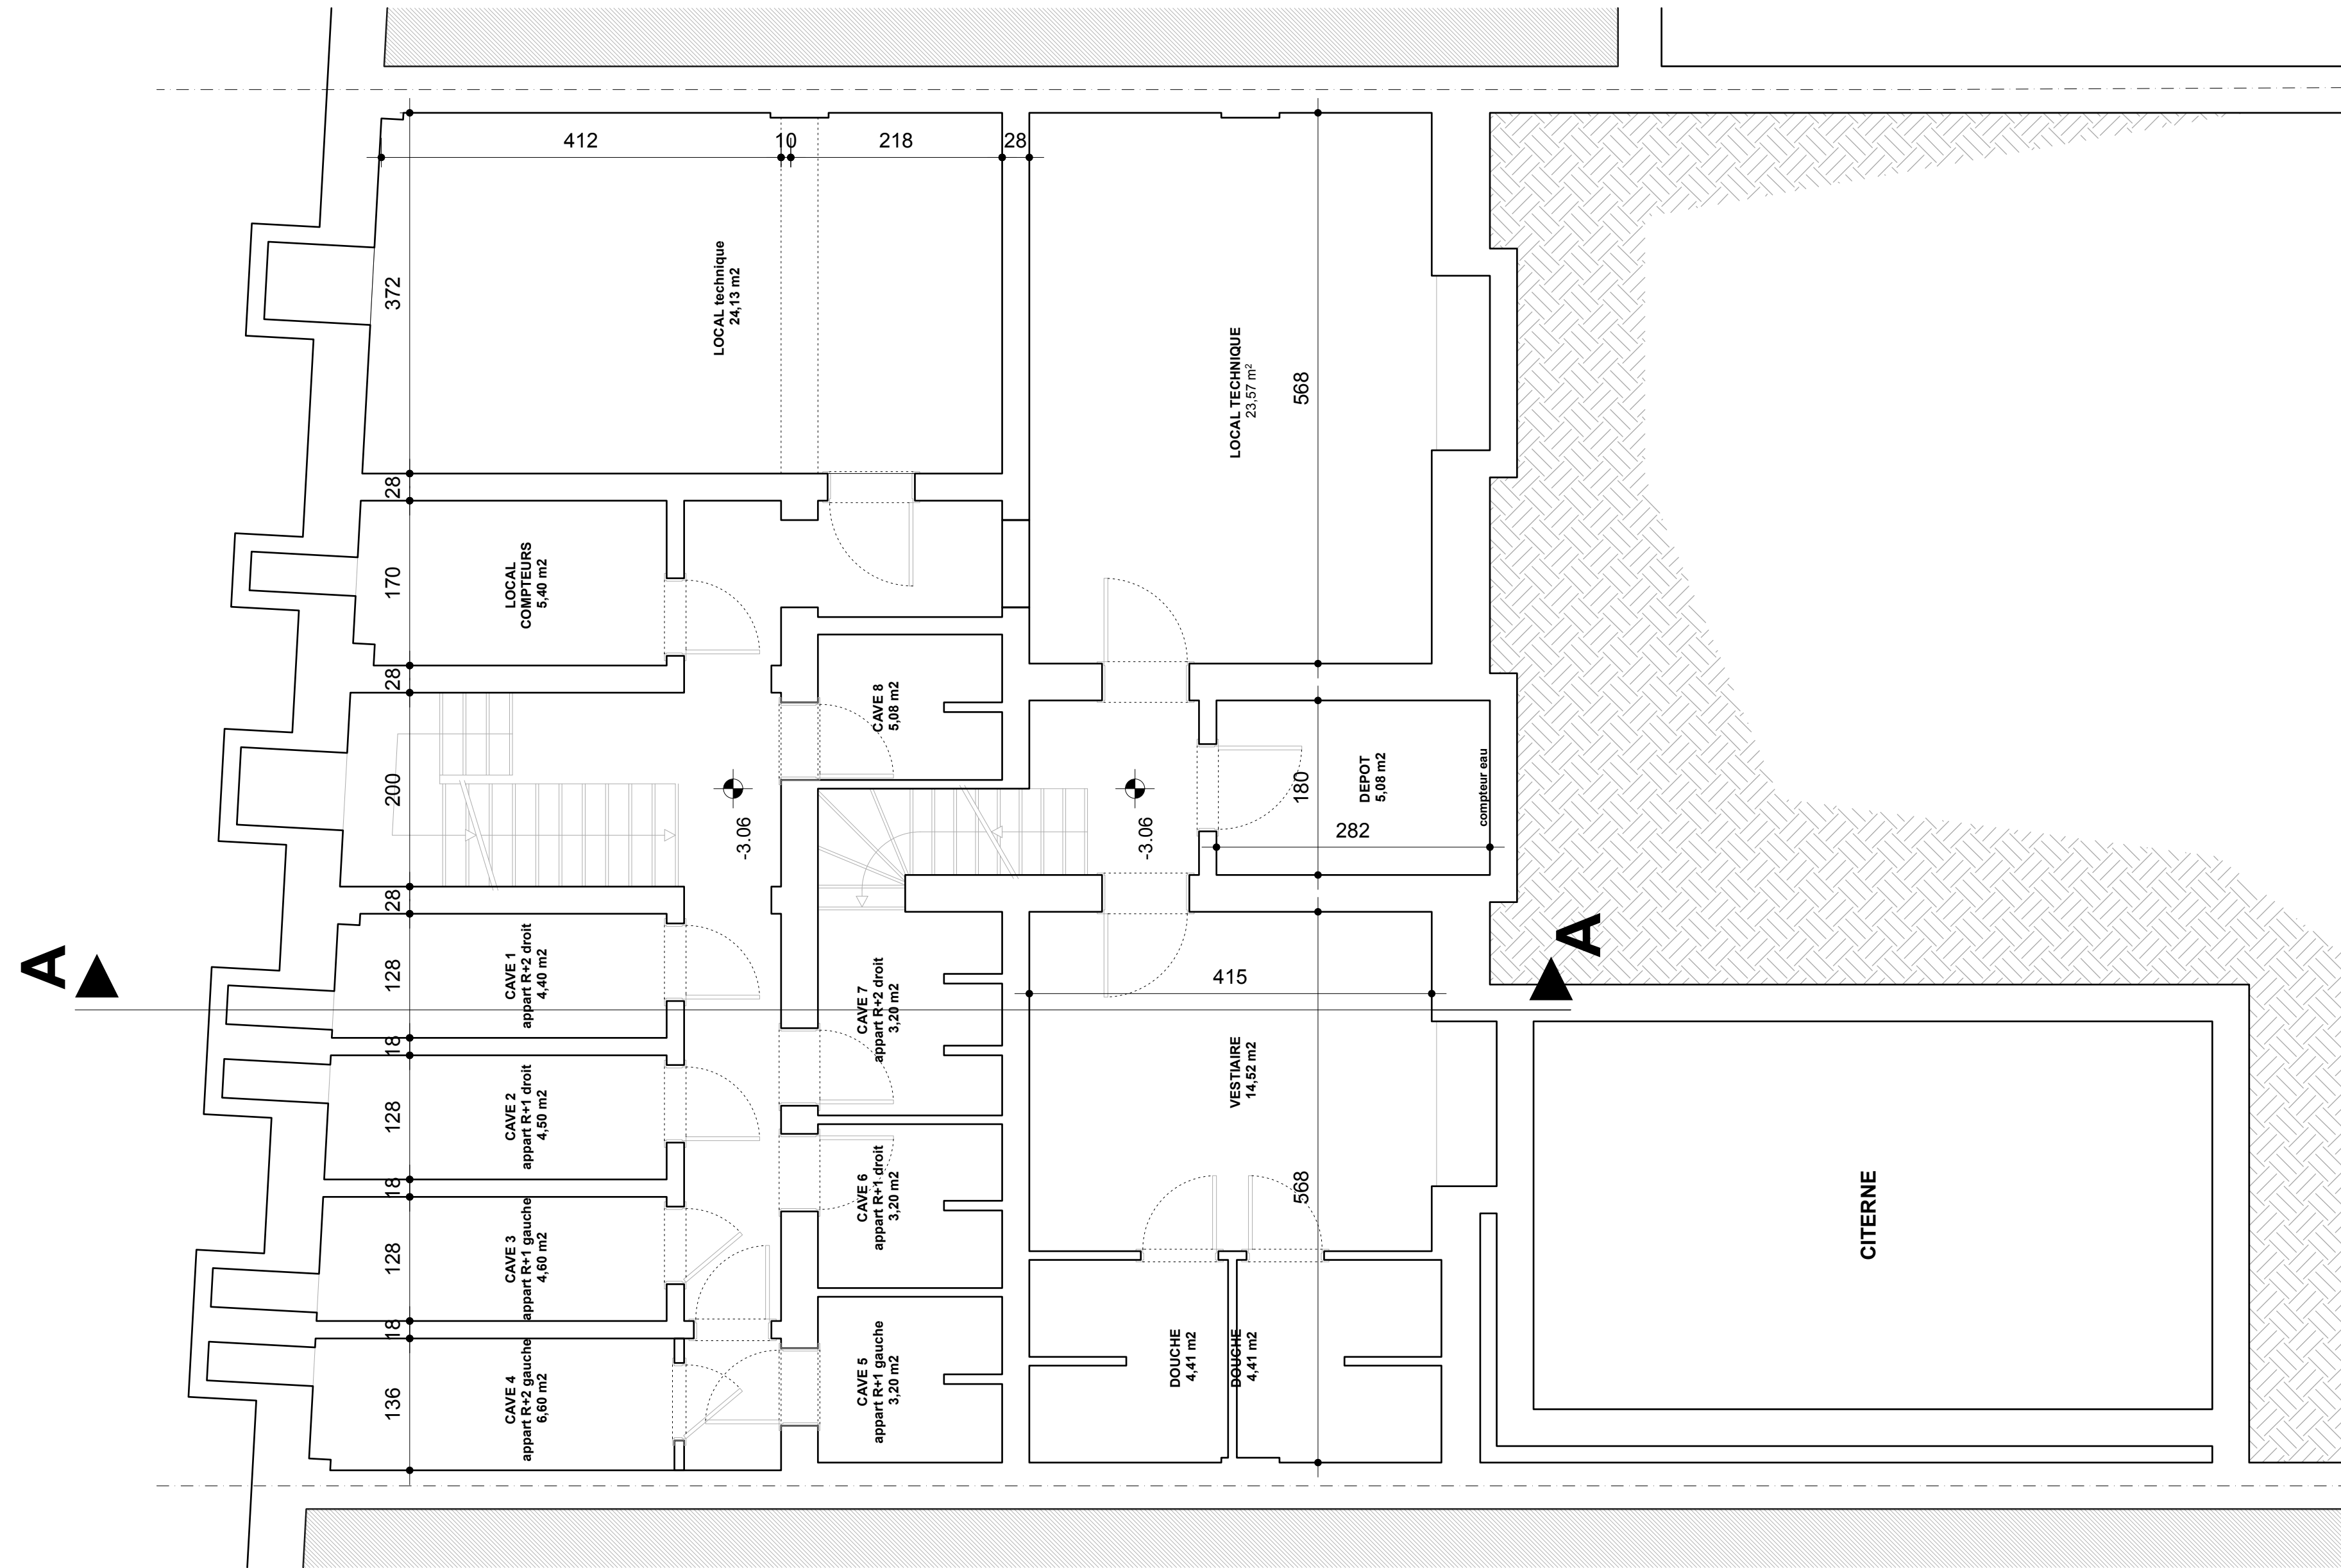 412
10
218
28
372
LOCAL technique
24,13 m2
LOCAL TECHNIQUE
23,57 m²
568
28
170
LOCAL
COMPTEURS
5,40 m2
28
CAVE 8
5,08 m2
200
-3.06
-3.06
180
DEPOT
5,08 m2
compteur eau
282
28
A
A
128
CAVE 1
appart R+2 droit
4,40 m2
CAVE 7
appart R+2 droit
3,20 m2
415
18
128
CAVE 2
appart R+1 droit
4,50 m2
VESTIAIRE
14,52 m2
18
568
CAVE 6
appart R+1 droit
3,20 m2
CITERNE
128
CAVE 3
appart R+1 gauche
4,60 m2
18
136
CAVE 4
appart R+2 gauche
6,60 m2
CAVE 5
appart R+1 gauche
3,20 m2
DOUCHE
4,41 m2
DOUCHE
4,41 m2